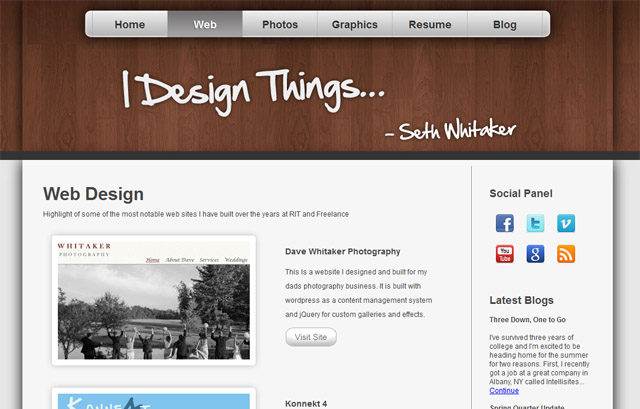 Home Web Photos Graphics Resume Blog
I Design Things...
- Seth Whitaker
Web Design
Highlight of some of the most notable web sites I have built over the years at RIT and Freelance
WHITAKER
PHOTOGRAPHY
Home About Dave Services Weddings
Dave Whitaker Photography
This Is a website I designed and built for my
dads photography business. It is built with
wordpress as a content management system
and jQuery for custom galleries and effects.
Visit Site
KONNEKT
Konnekt 4
Social Panel
f
t
v
You
Tube
g
Latest Blogs
Three Down, One to Go
I've survived three years of
college and I'm excited to be
heading home for the summer
for two reasons. First, I recently
got a job at a great company in
Albany, NY called Intellisites...
Continue
Spring Quarter Update